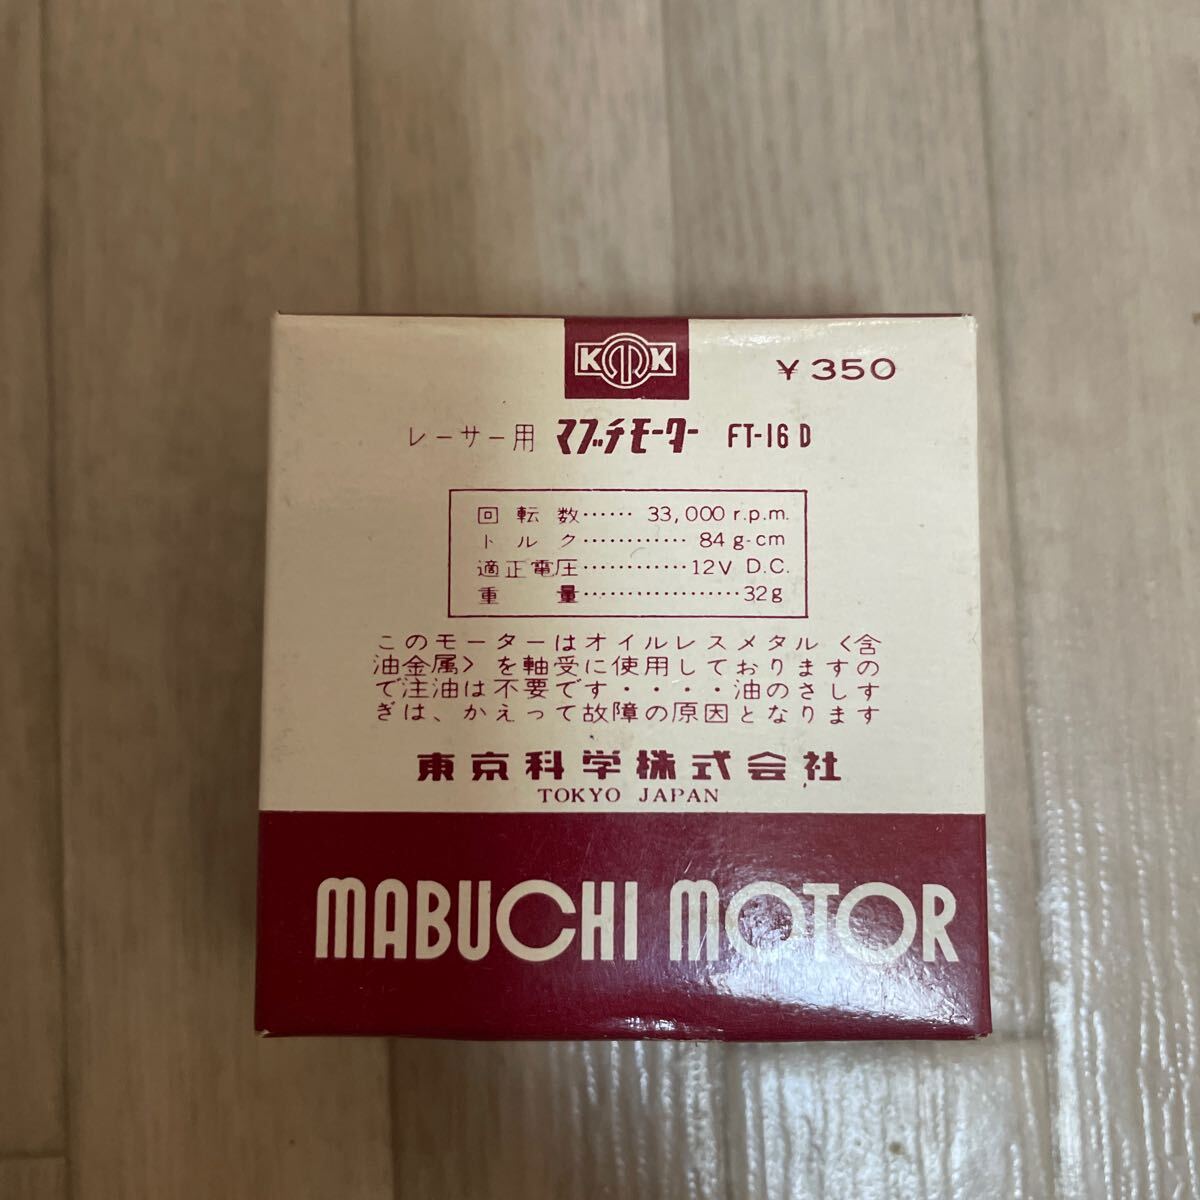 KTMK
¥350
レーサー用 マブチモーター FT-16D
回転数…… 33,000 r.p.m.
トルク………… 84g-cm
適正電圧…………12V D.C.
重量………………32g
このモーターはオイルレスメタル〈含
油金属〉を軸受に使用しておりますの
で注油は不要です・・・・油のさしす
ぎは、かえって故障の原因となります
東京科学株式会社
TOKYO JAPAN
MABUCHI MOTOR